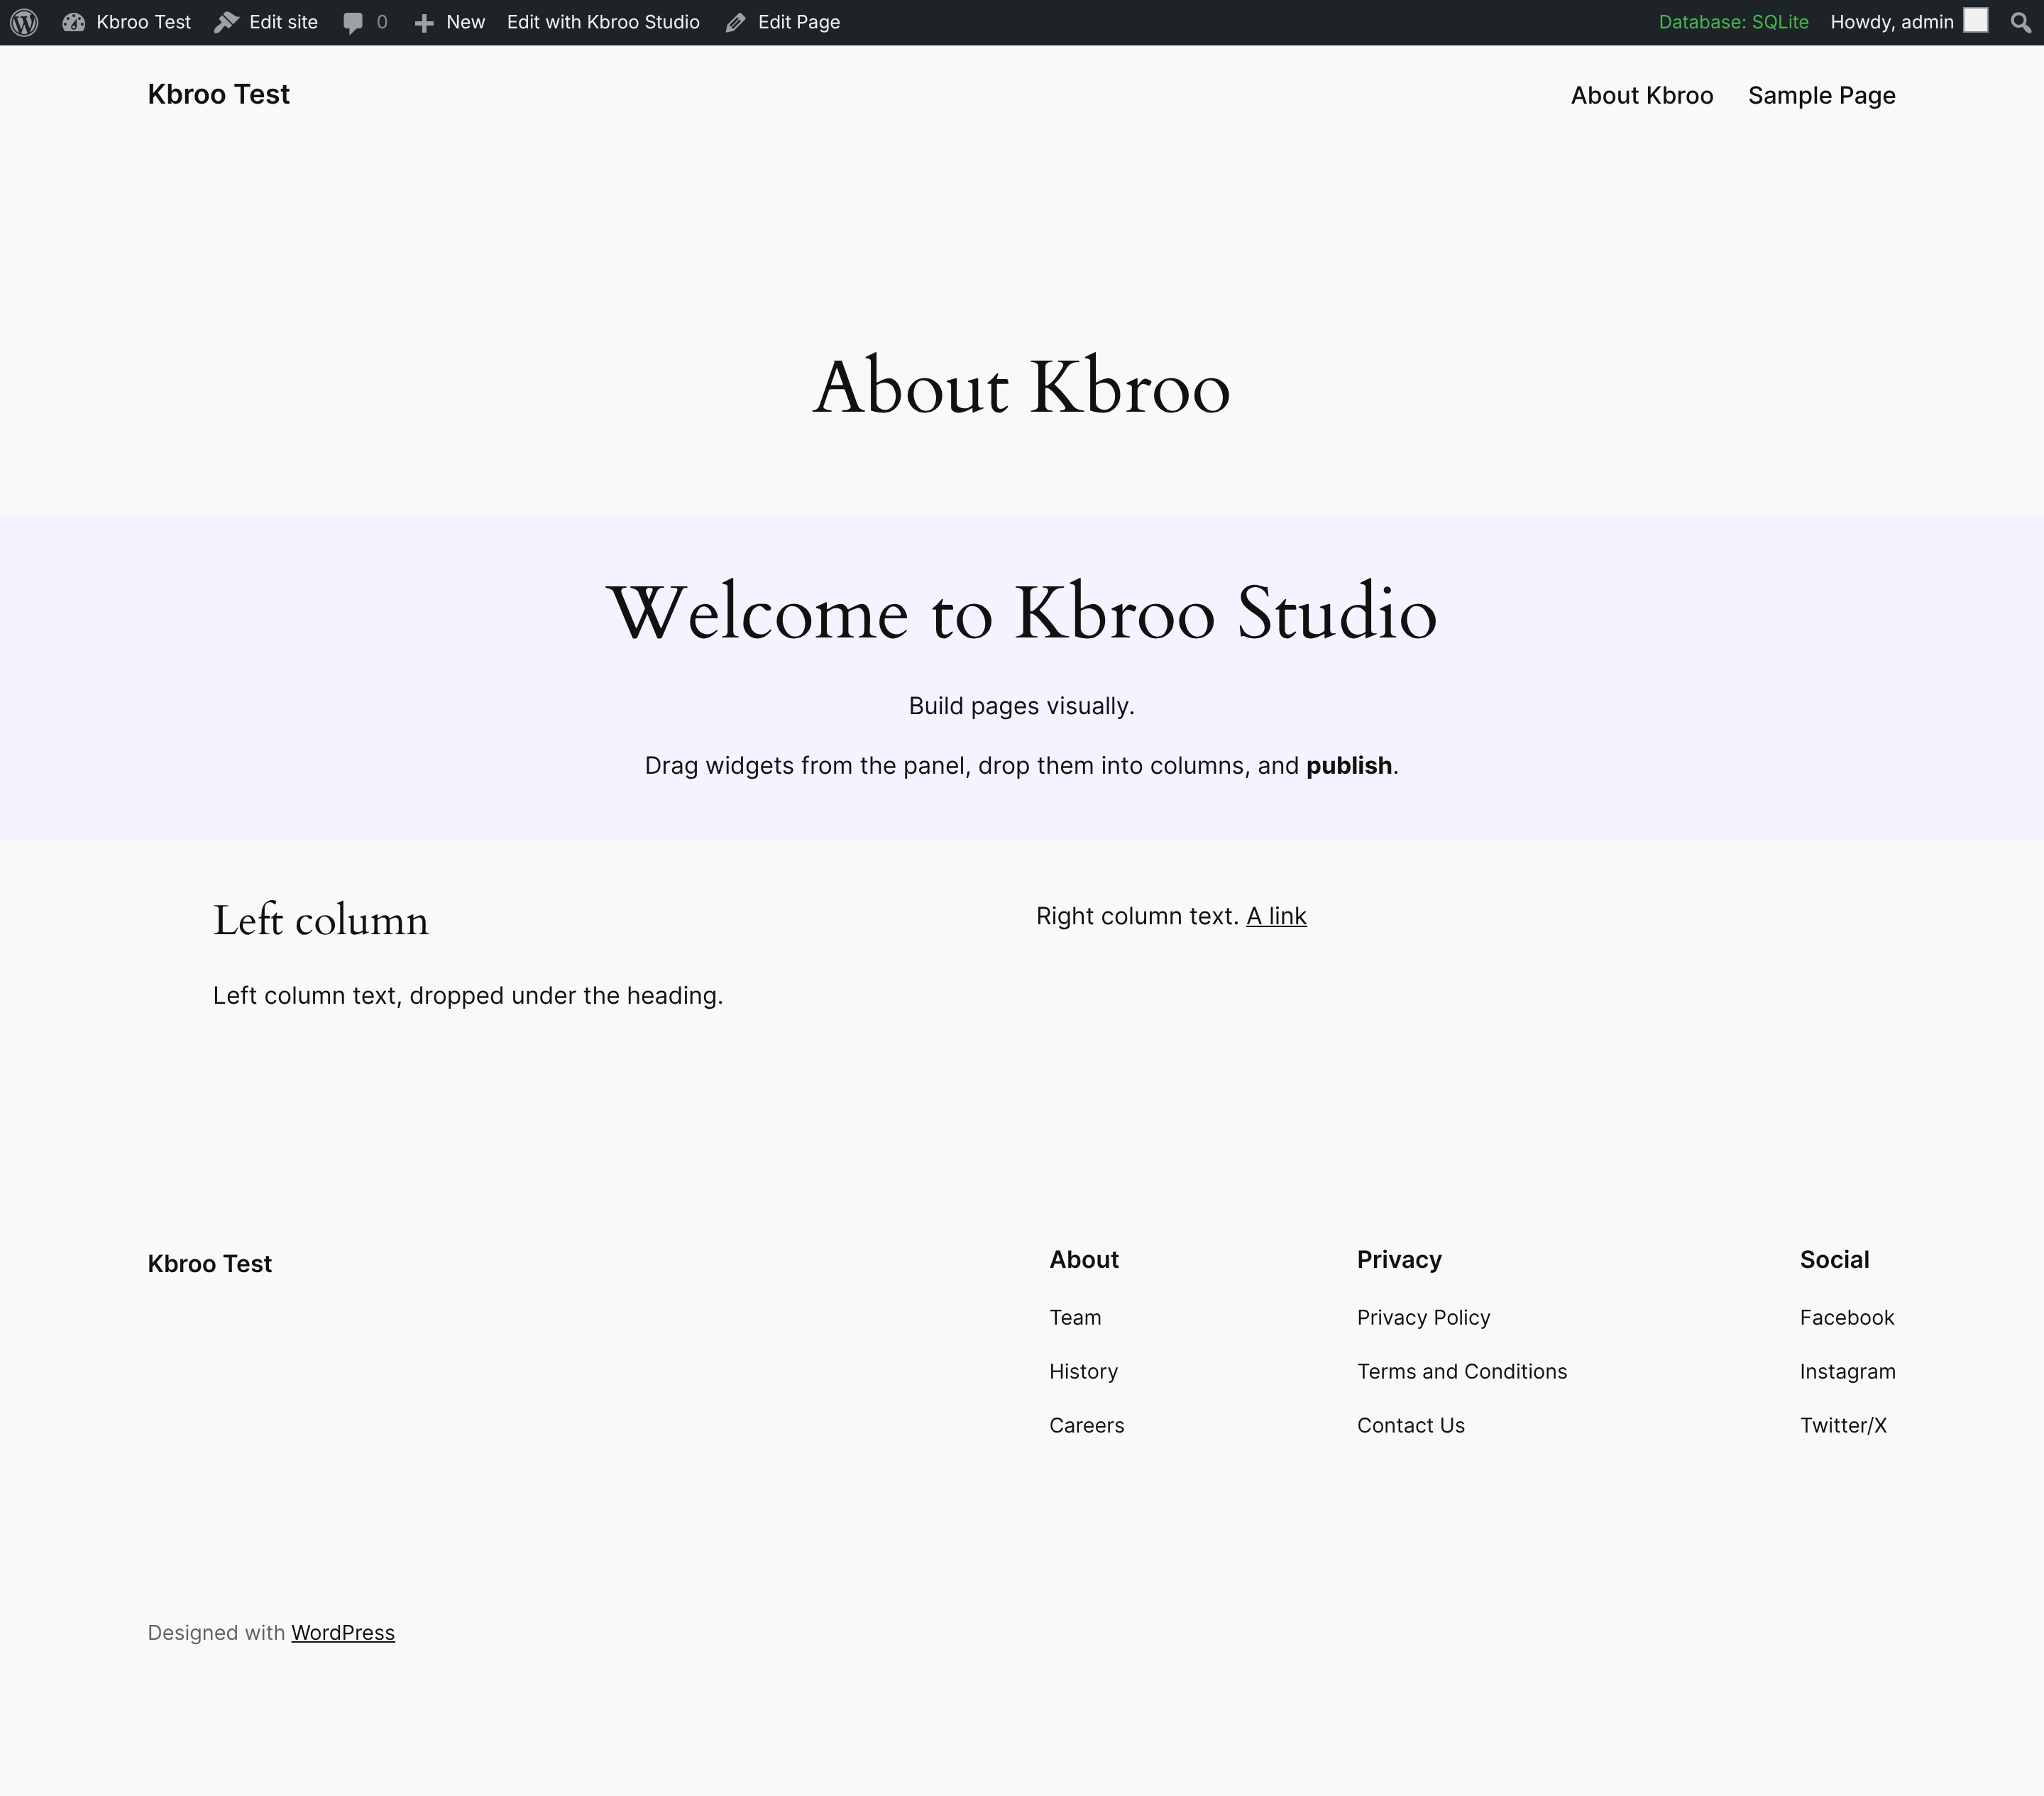 Kbroo Test Edit site 0 New Edit with Kbroo Studio Edit Page Database: SQLite Howdy, admin
Kbroo Test About Kbroo Sample Page
About Kbroo
Welcome to Kbroo Studio
Build pages visually.
Drag widgets from the panel, drop them into columns, and publish.
Left column
Left column text, dropped under the heading.
Right column text. A link
Kbroo Test
About
Team
History
Careers
Privacy
Privacy Policy
Terms and Conditions
Contact Us
Social
Facebook
Instagram
Twitter/X
Designed with WordPress